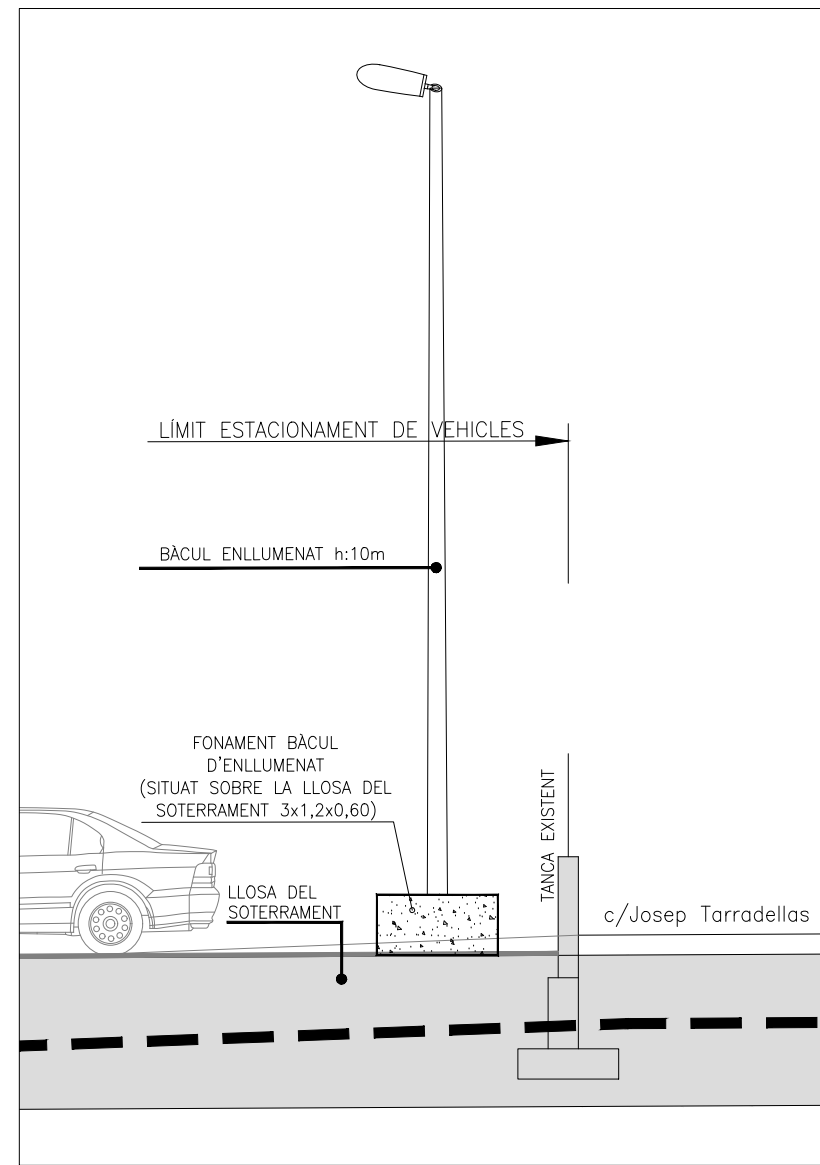 LÍMIT ESTACIONAMENT DE VEHICLES
BÀCUL ENLLUMENAT h:10m
FONAMENT BÀCUL
D'ENLLUMENAT
(SITUAT SOBRE LA LLOSA DEL
SOTERRAMENT 3x1,2x0,60)
TANCA EXISTENT
LLOSA DEL
SOTERRAMENT
c/Josep Tarradellas